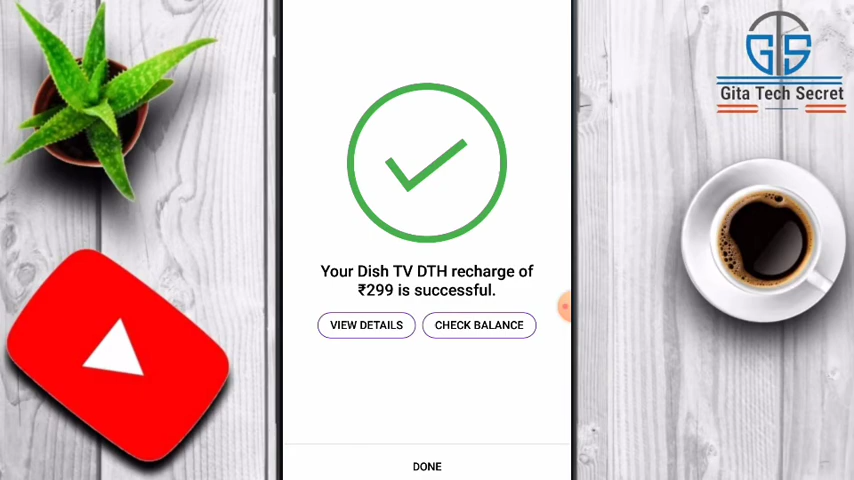 GTS
Gita Tech Secret
Your Dish TV DTH recharge of
₹299 is successful.
VIEW DETAILS
CHECK BALANCE
DONE